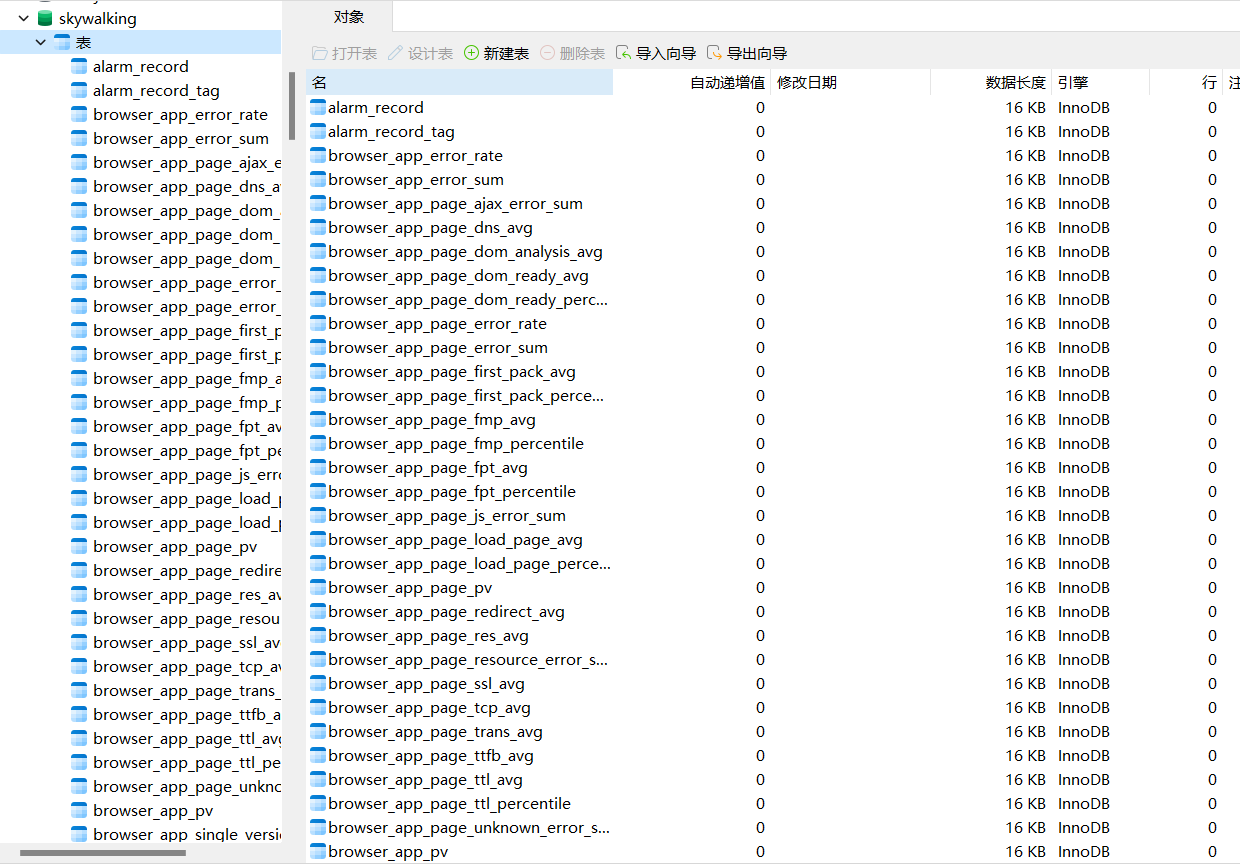 skywalking
表
alarm_record
alarm_record_tag
browser_app_error_rate
browser_app_error_sum
browser_app_page_ajax_e
browser_app_page_dns_a
browser_app_page_dom_
browser_app_page_dom_
browser_app_page_dom_
browser_app_page_error_
browser_app_page_error_
browser_app_page_first_p
browser_app_page_first_p
browser_app_page_fmp_a
browser_app_page_fmp_p
browser_app_page_fpt_av
browser_app_page_fpt_pe
browser_app_page_js_erro
browser_app_page_load_p
browser_app_page_load_p
browser_app_page_pv
browser_app_page_redire
browser_app_page_res_av
browser_app_page_resou
browser_app_page_ssl_av
browser_app_page_tcp_av
browser_app_page_trans_
browser_app_page_ttfb_a
browser_app_page_ttl_avg
browser_app_page_ttl_pe
browser_app_page_unkno
browser_app_pv
browser_app_single_versi
对象
打开表 设计表 新建表 删除表 导入向导 导出向导
名 自动递增值 修改日期 数据长度 引擎 行 注
alarm_record 0 16 KB InnoDB 0
alarm_record_tag 0 16 KB InnoDB 0
browser_app_error_rate 0 16 KB InnoDB 0
browser_app_error_sum 0 16 KB InnoDB 0
browser_app_page_ajax_error_sum 0 16 KB InnoDB 0
browser_app_page_dns_avg 0 16 KB InnoDB 0
browser_app_page_dom_analysis_avg 0 16 KB InnoDB 0
browser_app_page_dom_ready_avg 0 16 KB InnoDB 0
browser_app_page_dom_ready_perc... 0 16 KB InnoDB 0
browser_app_page_error_rate 0 16 KB InnoDB 0
browser_app_page_error_sum 0 16 KB InnoDB 0
browser_app_page_first_pack_avg 0 16 KB InnoDB 0
browser_app_page_first_pack_perce... 0 16 KB InnoDB 0
browser_app_page_fmp_avg 0 16 KB InnoDB 0
browser_app_page_fmp_percentile 0 16 KB InnoDB 0
browser_app_page_fpt_avg 0 16 KB InnoDB 0
browser_app_page_fpt_percentile 0 16 KB InnoDB 0
browser_app_page_js_error_sum 0 16 KB InnoDB 0
browser_app_page_load_page_avg 0 16 KB InnoDB 0
browser_app_page_load_page_perce... 0 16 KB InnoDB 0
browser_app_page_pv 0 16 KB InnoDB 0
browser_app_page_redirect_avg 0 16 KB InnoDB 0
browser_app_page_res_avg 0 16 KB InnoDB 0
browser_app_page_resource_error_s... 0 16 KB InnoDB 0
browser_app_page_ssl_avg 0 16 KB InnoDB 0
browser_app_page_tcp_avg 0 16 KB InnoDB 0
browser_app_page_trans_avg 0 16 KB InnoDB 0
browser_app_page_ttfb_avg 0 16 KB InnoDB 0
browser_app_page_ttl_avg 0 16 KB InnoDB 0
browser_app_page_ttl_percentile 0 16 KB InnoDB 0
browser_app_page_unknown_error_s... 0 16 KB InnoDB 0
browser_app_pv 0 16 KB InnoDB 0